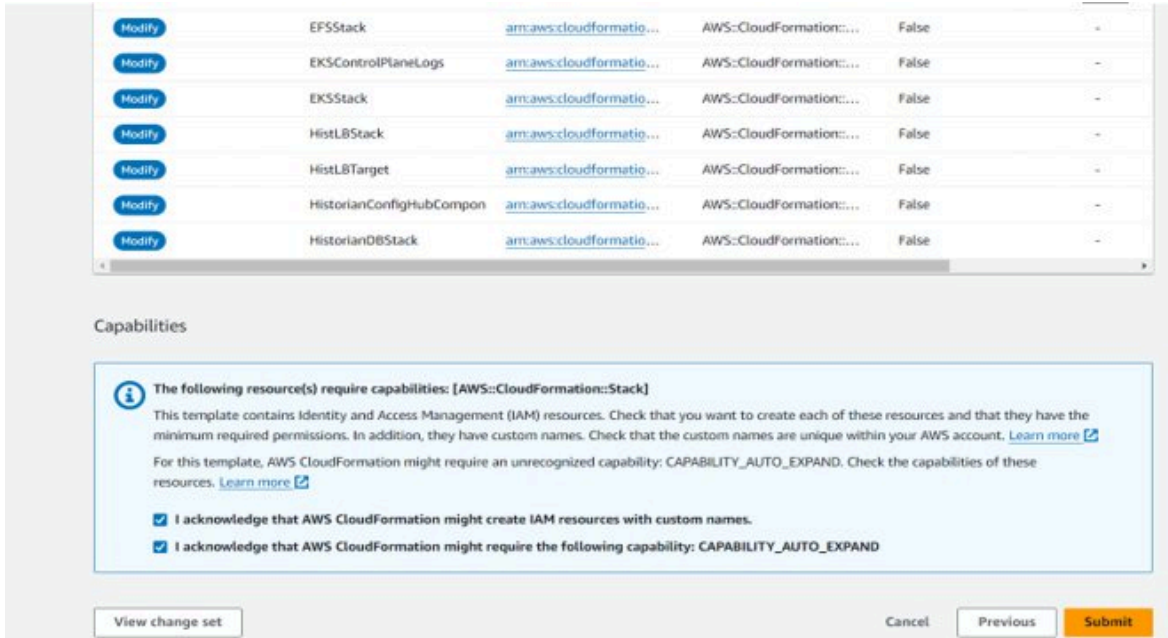 Modify EFSStack arn:aws:cloudformatio... AWS::CloudFormation::... False -
Modify EKSControlPlaneLogs arn:aws:cloudformatio... AWS::CloudFormation::... False -
Modify EKSStack arn:aws:cloudformatio... AWS::CloudFormation::... False -
Modify HistLBStack arn:aws:cloudformatio... AWS::CloudFormation::... False -
Modify HistLBTarget arn:aws:cloudformatio... AWS::CloudFormation::... False -
Modify HistorianConfigHubCompon arn:aws:cloudformatio... AWS::CloudFormation::... False -
Modify HistorianDBStack arn:aws:cloudformatio... AWS::CloudFormation::... False -
Capabilities
The following resource(s) require capabilities: [AWS::CloudFormation::Stack]
This template contains Identity and Access Management (IAM) resources. Check that you want to create each of these resources and that they have the
minimum required permissions. In addition, they have custom names. Check that the custom names are unique within your AWS account. Learn more
For this template, AWS CloudFormation might require an unrecognized capability: CAPABILITY_AUTO_EXPAND. Check the capabilities of these
resources. Learn more
I acknowledge that AWS CloudFormation might create IAM resources with custom names.
I acknowledge that AWS CloudFormation might require the following capability: CAPABILITY_AUTO_EXPAND
View change set Cancel Previous Submit